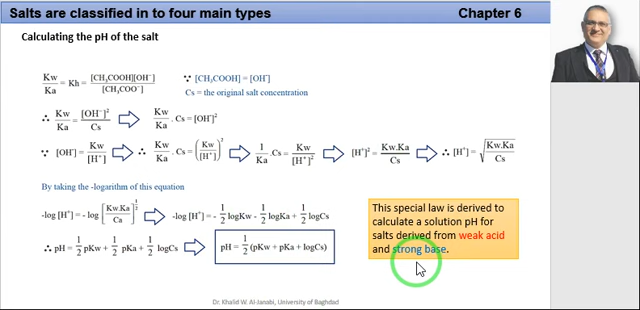 Salts are classified in to four main types Chapter 6
Calculating the pH of the salt
Kw/Ka = Kh = [CH₃COOH][OH⁻]/[CH₃COO⁻] ∵ [CH₃COOH] = [OH⁻]
Cs = the original salt concentration
∴ Kw/Ka = [OH⁻]²/Cs ⇨ Kw/Ka . Cs = [OH⁻]²
∵ [OH⁻] = Kw/[H⁺] ⇨ ∴ Kw/Ka . Cs = (Kw/[H⁺])² ⇨ 1/Ka .Cs = Kw/[H⁺]² ⇨ [H⁺]² = Kw.Ka/Cs ⇨ ∴ [H⁺] = √(Kw.Ka/Cs)
By taking the -logarithm of this equation
-log [H⁺] = - log [Kw.Ka/Ca]^½ ⇨ -log [H⁺] = - ½ logKw - ½ logKa + ½ logCs
∴ pH = ½ pKw + ½ pKa + ½ logCs ⇨ pH = ½ (pKw + pKa + logCs)
This special law is derived to
calculate a solution pH for
salts derived from weak acid
and strong base.
Dr. Khalid W. Al-Janabi, University of Baghdad